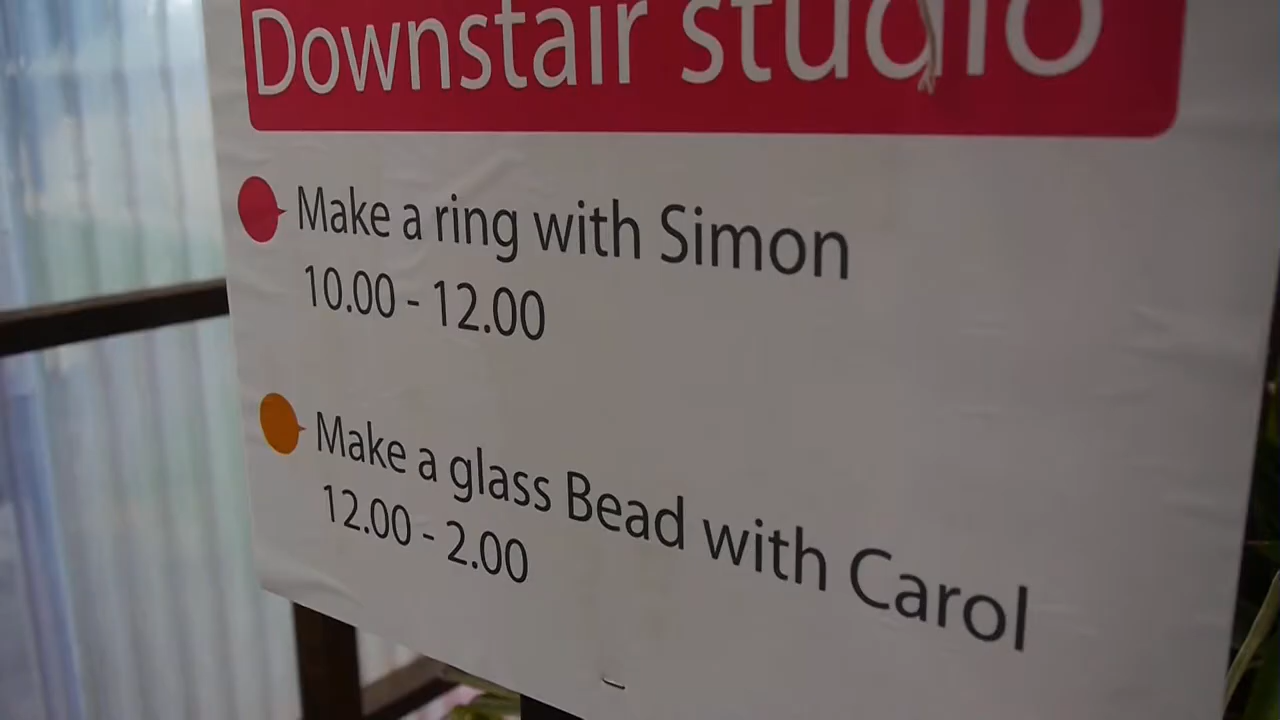 Downstair studio
Make a ring with Simon
10.00 - 12.00
Make a glass Bead with Carol
12.00 - 2.00